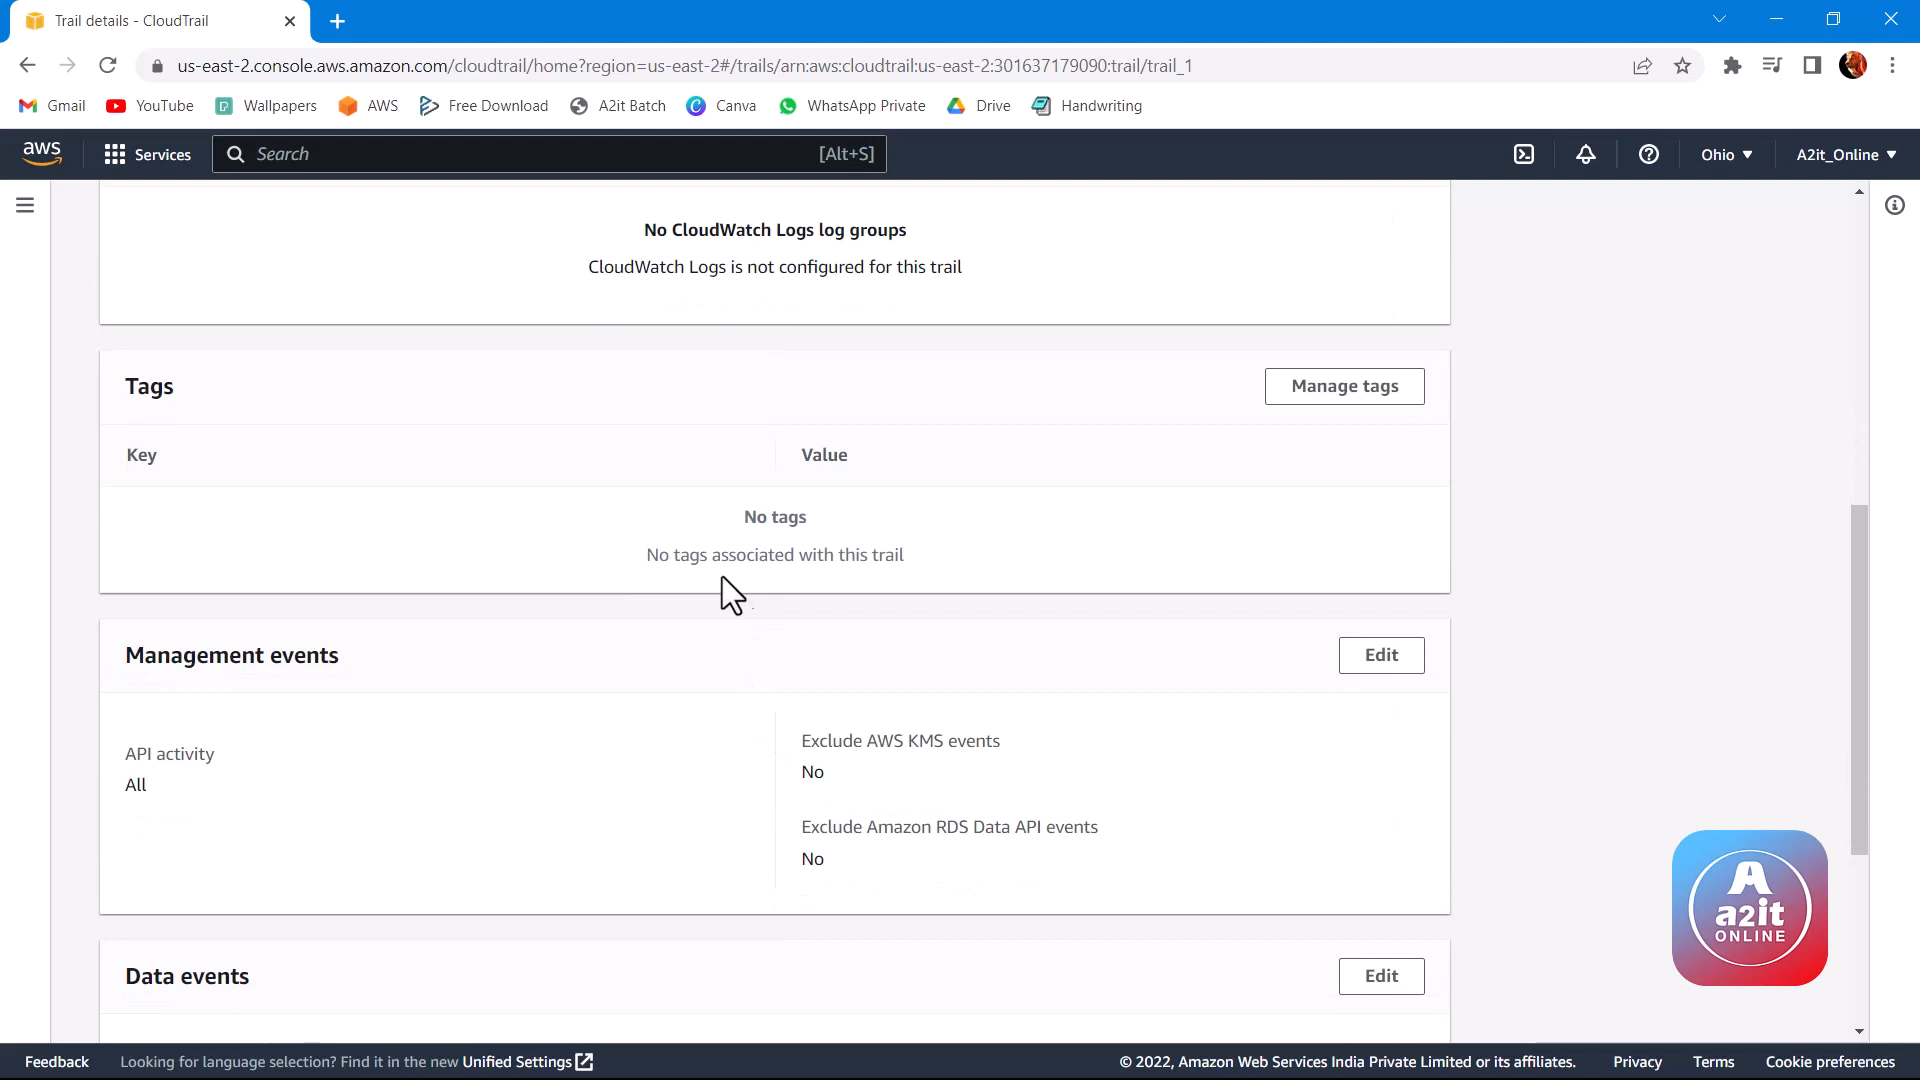 Trail details - CloudTrail
us-east-2.console.aws.amazon.com/cloudtrail/home?region=us-east-2#/trails/arn:aws:cloudtrail:us-east-2:301637179090:trail/trail_1
Gmail YouTube Wallpapers AWS Free Download A2it Batch Canva WhatsApp Private Drive Handwriting
aws Services Search [Alt+S] Ohio A2it_Online
No CloudWatch Logs log groups
CloudWatch Logs is not configured for this trail
Tags Manage tags
Key Value
No tags
No tags associated with this trail
Management events Edit
API activity
All
Exclude AWS KMS events
No
Exclude Amazon RDS Data API events
No
Data events Edit
A
a2it
ONLINE
Feedback Looking for language selection? Find it in the new Unified Settings © 2022, Amazon Web Services India Private Limited or its affiliates. Privacy Terms Cookie preferences